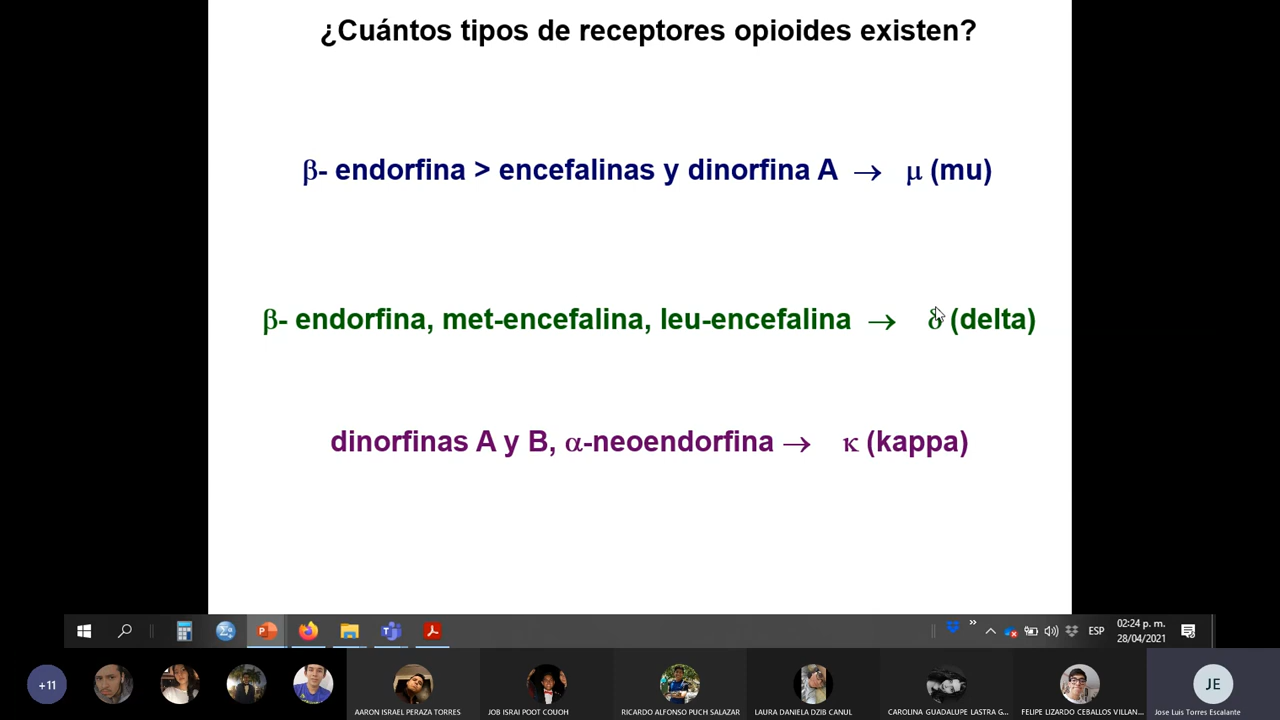 ¿Cuántos tipos de receptores opioides existen?
β- endorfina > encefalinas y dinorfina A → μ (mu)
β- endorfina, met-encefalina, leu-encefalina → δ (delta)
dinorfinas A y B, α-neoendorfina → κ (kappa)
ESP
02:24 p. m.
28/04/2021
+11
AARON ISRAEL PERAZA TORRES
JOB ISRAI POOT COUOH
RICARDO ALFONSO PUCH SALAZAR
LAURA DANIELA DZIB CANUL
CAROLINA GUADALUPE LASTRA G...
FELIPE LIZARDO CEBALLOS VILLAN...
JE
Jose Luis Torres Escalante